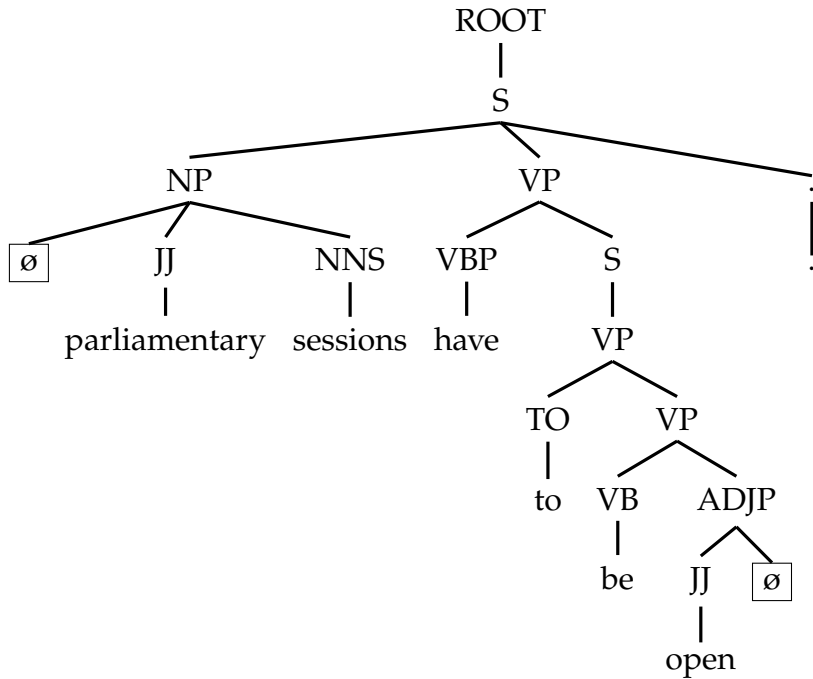 ROOT
S
NP VP .
ø JJ NNS VBP S .
parliamentary sessions have VP
TO VP
to VB ADJP
be JJ ø
open